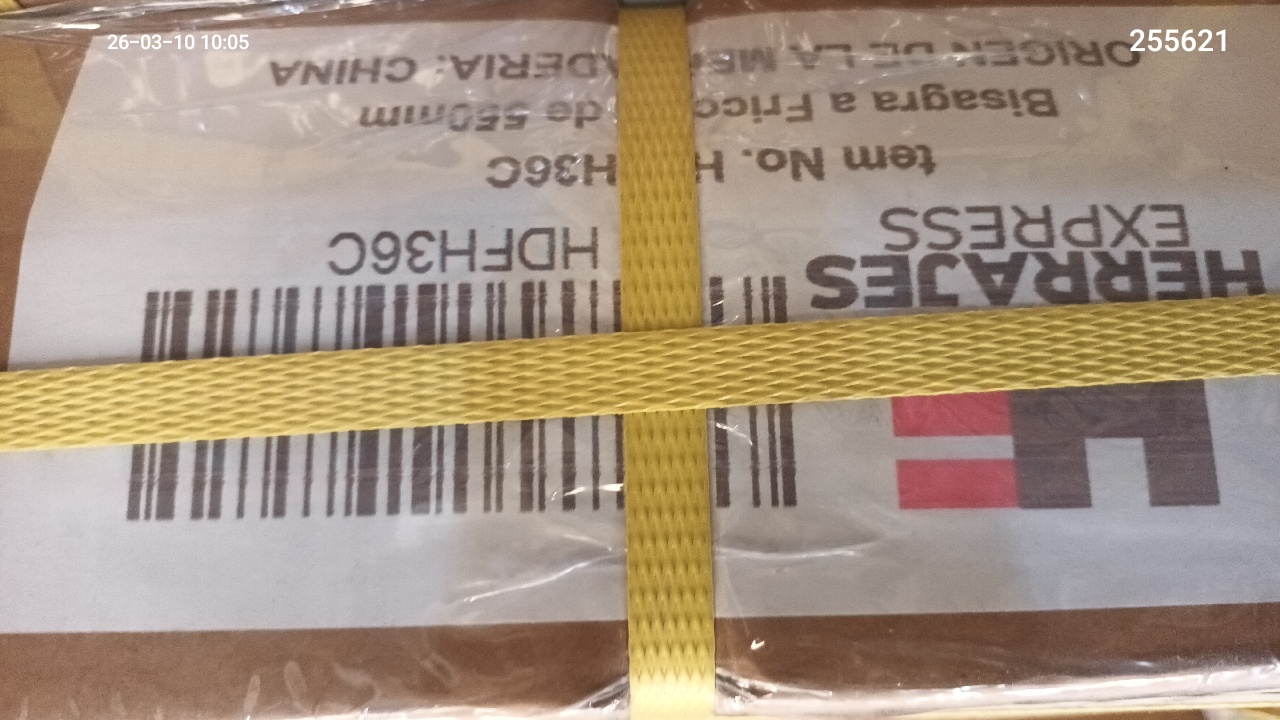 26-03-10 10:05
255621
HERRAJES
EXPRESS
HDFH36C
tem No. H H36C
Bisagra a Fricc de 550mm
ORIGEN DE LA ME ADERIA: CHINA